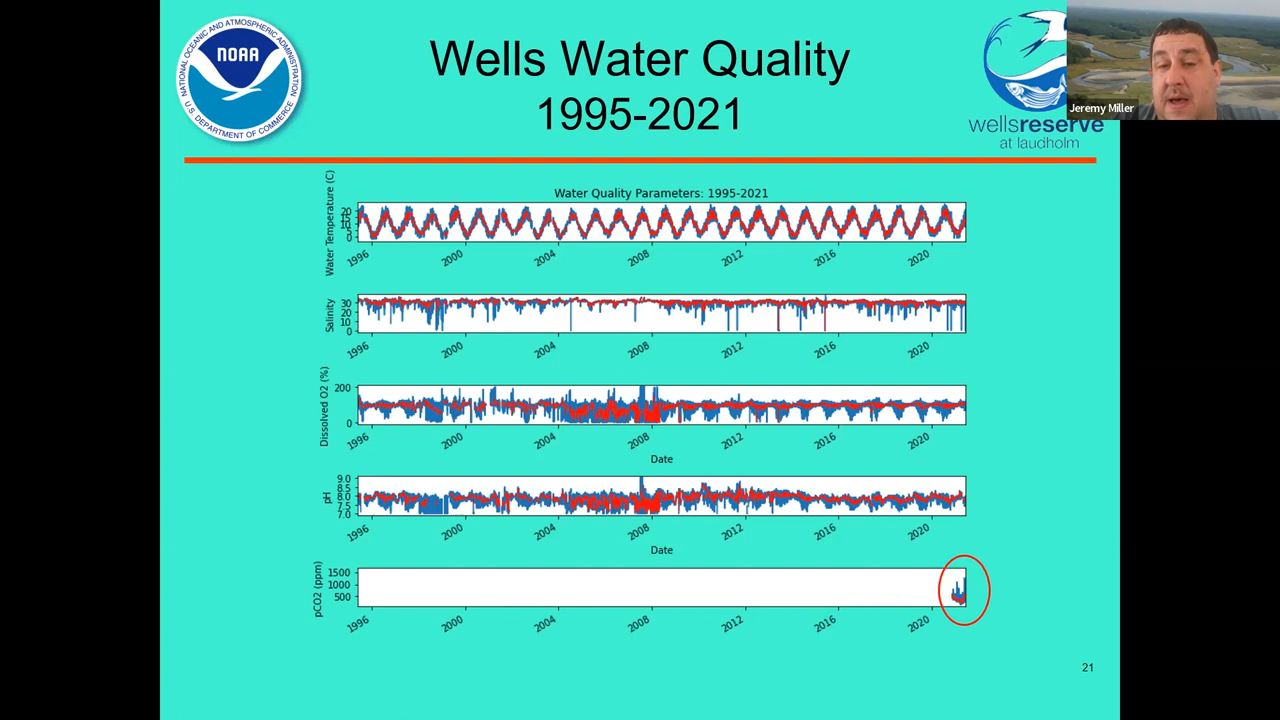 NATIONAL OCEANIC AND ATMOSPHERIC ADMINISTRATION
NOAA
U.S. DEPARTMENT OF COMMERCE
Wells Water Quality
1995-2021
Jeremy Miller
wellsreserve
at laudholm
Water Quality Parameters: 1995-2021
Water Temperature (C)
20
15
10
5
0
1996 2000 2004 2008 2012 2016 2020
Salinity
30
20
10
0
1996 2000 2004 2008 2012 2016 2020
Dissolved O2 (%)
200
0
1996 2000 2004 2008 2012 2016 2020
Date
pH
9.0
8.5
8.0
7.5
7.0
1996 2000 2004 2008 2012 2016 2020
Date
pCO2 (ppm)
1500
1000
500
1996 2000 2004 2008 2012 2016 2020
21